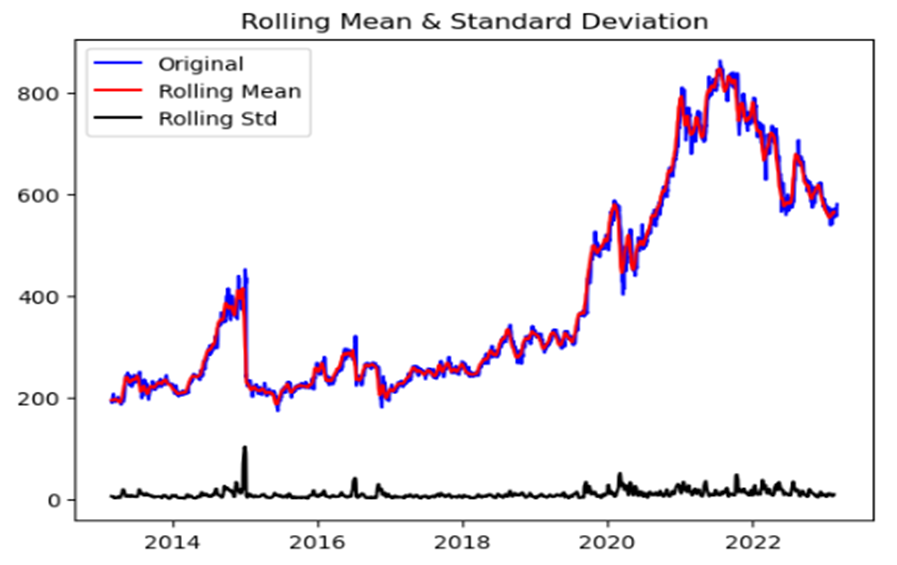 Rolling Mean & Standard Deviation
Original
Rolling Mean
Rolling Std
800
600
400
200
0
2014 2016 2018 2020 2022